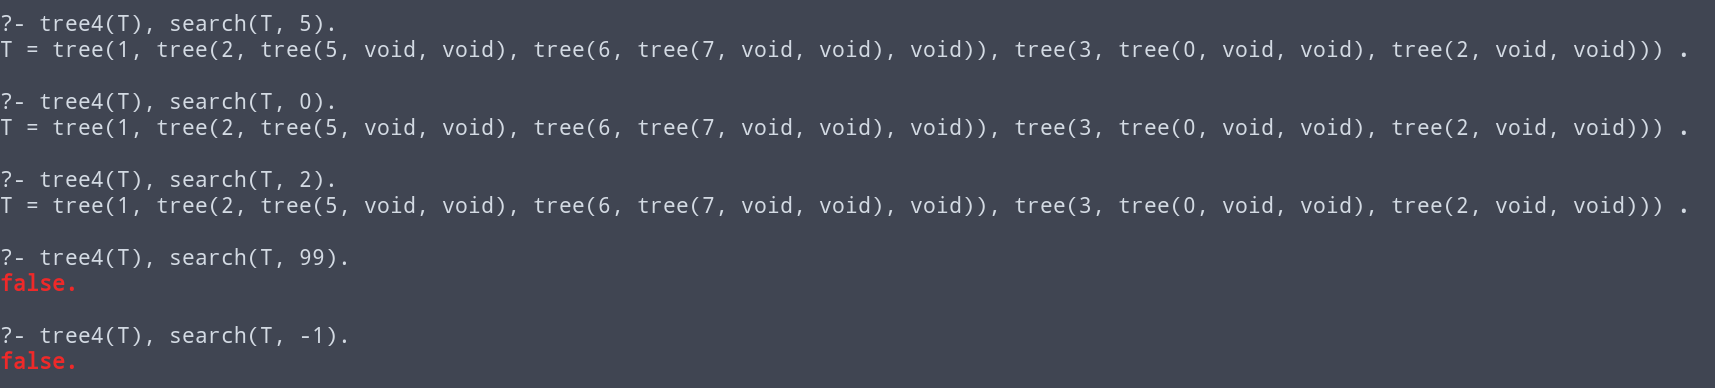 ?- tree4(T), search(T, 5).
T = tree(1, tree(2, tree(5, void, void), tree(6, tree(7, void, void), void)), tree(3, tree(0, void, void), tree(2, void, void))) .
?- tree4(T), search(T, 0).
T = tree(1, tree(2, tree(5, void, void), tree(6, tree(7, void, void), void)), tree(3, tree(0, void, void), tree(2, void, void))) .
?- tree4(T), search(T, 2).
T = tree(1, tree(2, tree(5, void, void), tree(6, tree(7, void, void), void)), tree(3, tree(0, void, void), tree(2, void, void))) .
?- tree4(T), search(T, 99).
false.
?- tree4(T), search(T, -1).
false.